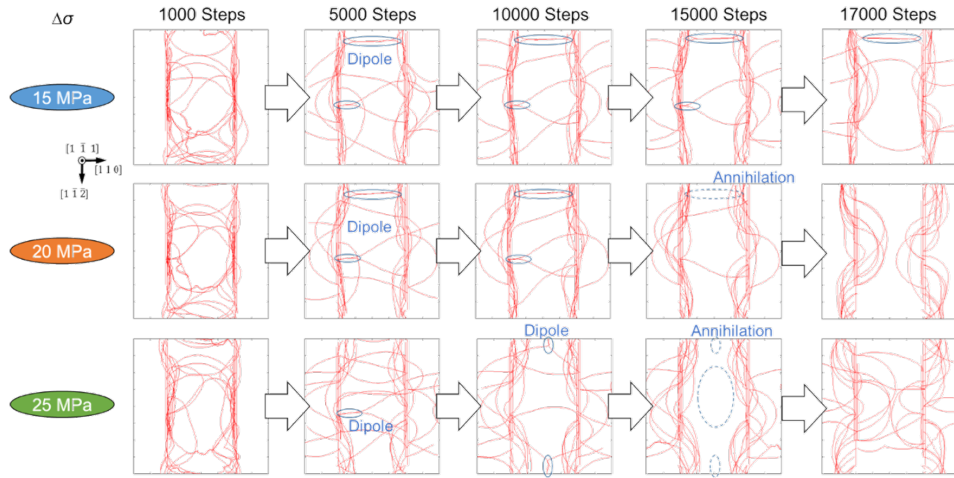 Δσ 1000 Steps 5000 Steps 10000 Steps 15000 Steps 17000 Steps
Dipole
15 MPa
[1 1̄ 1]
[1 1 0]
[1 1̄ 2̄]
Annihilation
Dipole
20 MPa
Dipole Annihilation
25 MPa
Dipole